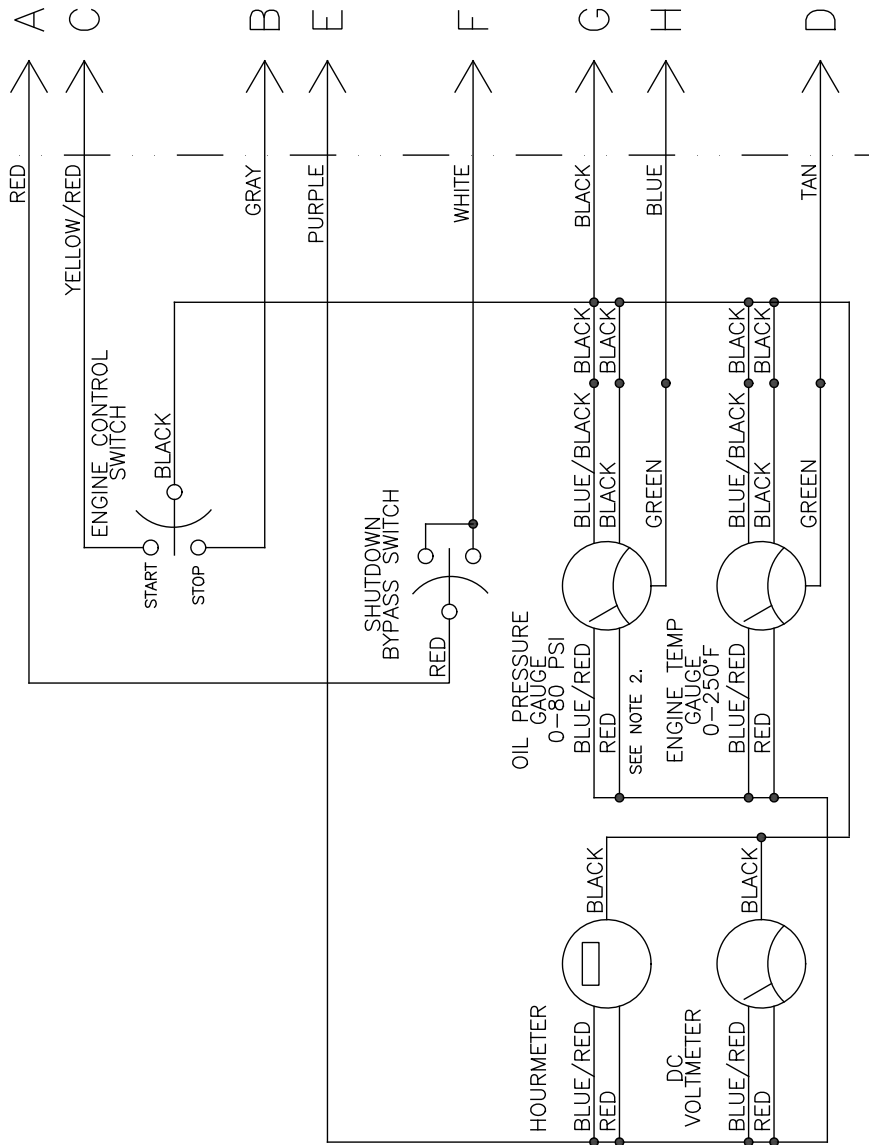 A
C
B
E
F
G
H
D
RED
YELLOW/RED
GRAY
PURPLE
WHITE
BLACK
BLUE
TAN
ENGINE CONTROL
SWITCH
BLACK
START
STOP
SHUTDOWN
BYPASS SWITCH
RED
BLACK
BLACK
BLACK
BLACK
BLUE/BLACK
BLACK
GREEN
BLUE/BLACK
BLACK
GREEN
OIL PRESSURE
GAUGE
0-80 PSI
BLUE/RED
RED
SEE NOTE 2.
ENGINE TEMP
GAUGE
0-250°F
BLUE/RED
RED
BLACK
BLACK
HOURMETER
BLUE/RED
RED
DC
VOLTMETER
BLUE/RED
RED